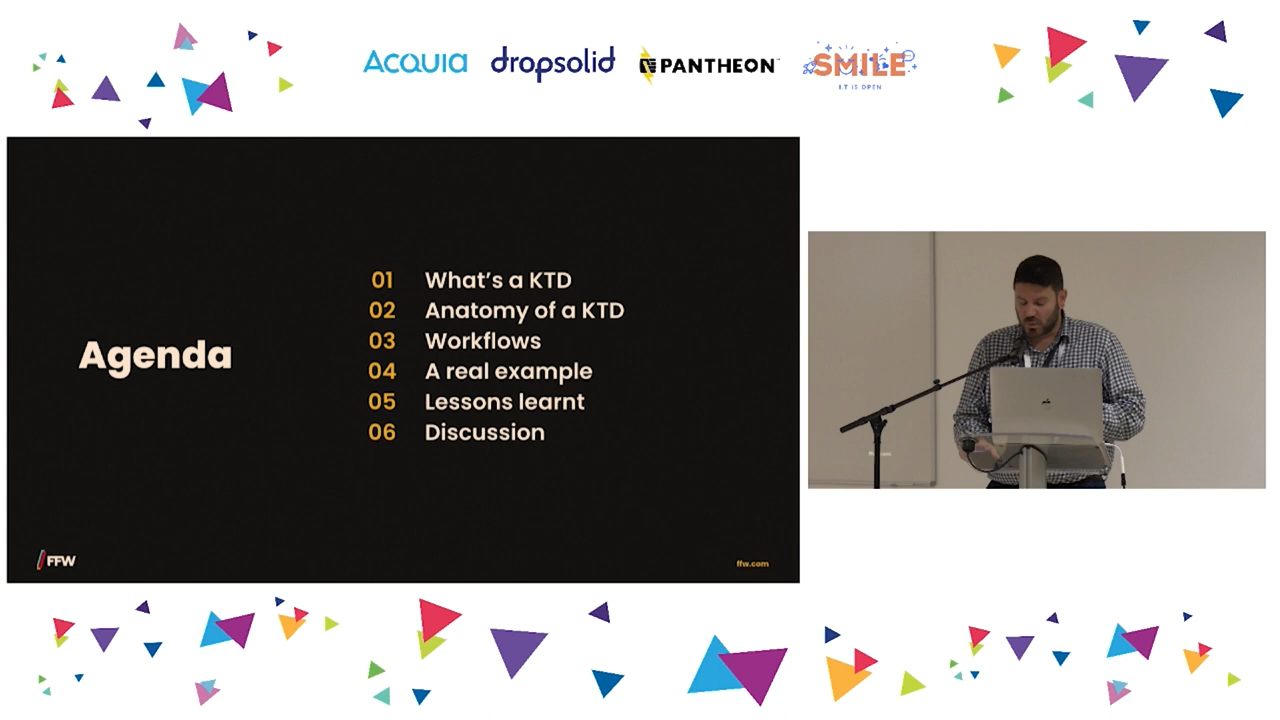 ACQUIA
dropsolid
PANTHEON
SMILE
I.T IS OPEN
Agenda
01 What's a KTD
02 Anatomy of a KTD
03 Workflows
04 A real example
05 Lessons learnt
06 Discussion
FFW
ffw.com